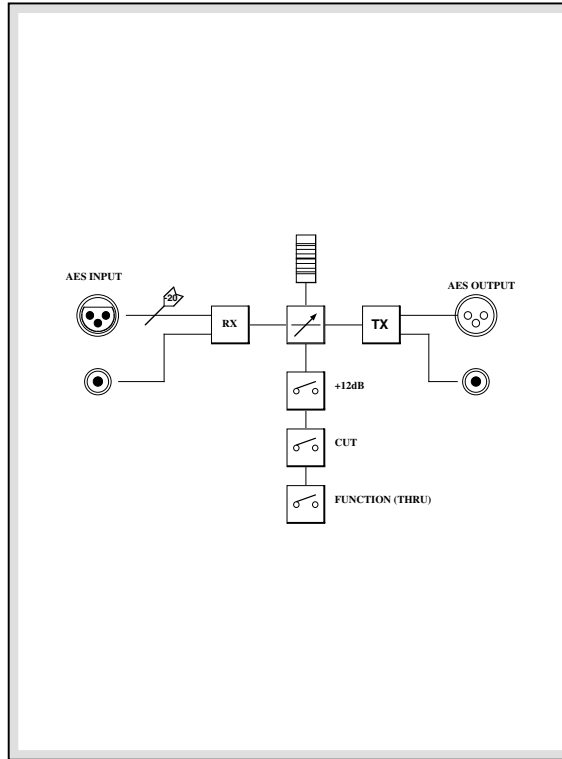 AES INPUT
-20
AES OUTPUT
RX
TX
+12dB
CUT
FUNCTION (THRU)